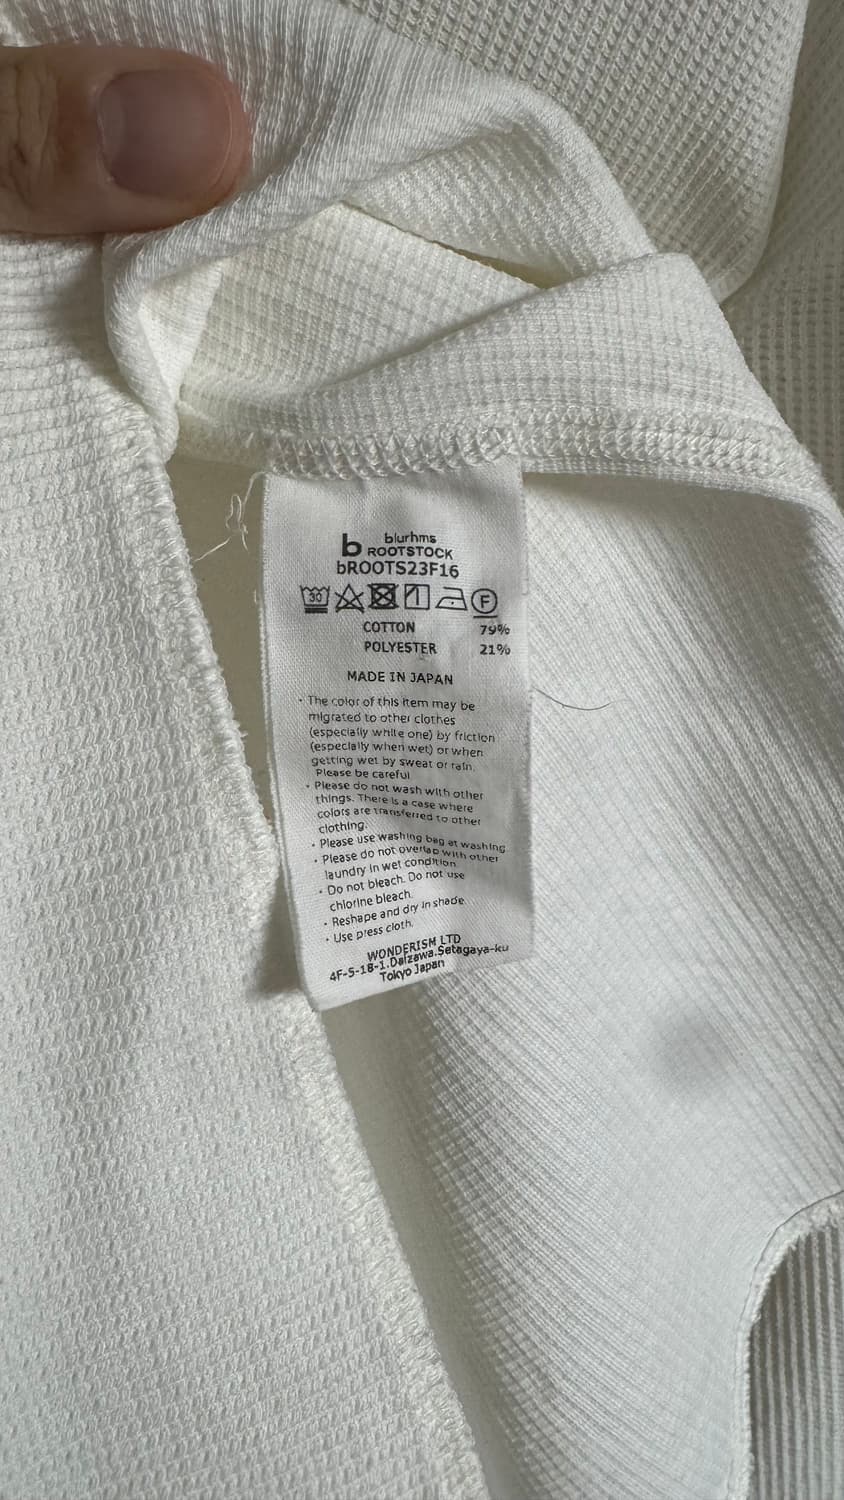 b blurhms
ROOTSTOCK
bROOTS23F16
30 F
COTTON 79%
POLYESTER 21%
MADE IN JAPAN
· The color of this item may be
migrated to other clothes
(especially while one) by friction
(especially when wet) or when
getting wet by sweat or rain.
Please be careful
· Please do not wash with other
things. There is a case where
colors are transferred to other
clothing.
· Please use washing bag at washing
· Please do not overlap with other
laundry in wet condition
· Do not bleach. Do not use
chlorine bleach.
· Reshape and dry in shade.
· Use press cloth.
WONDERISM LTD
4F-5-18-1.Daizawa.Setagaya-ku
Tokyo Japan